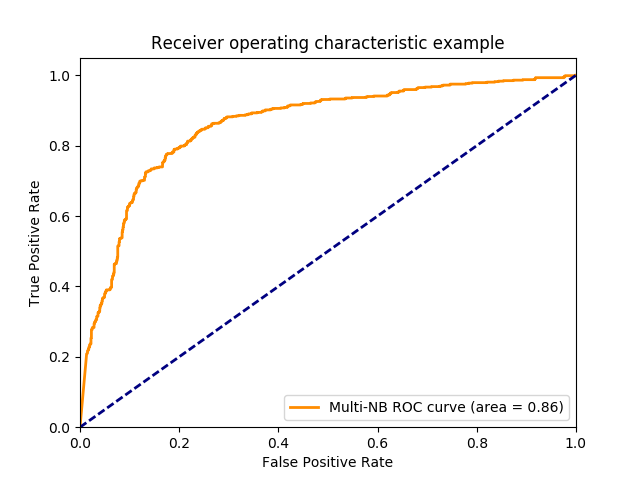 Receiver operating characteristic example
1.0
0.8
0.6
0.4
0.2
0.0
True Positive Rate
Multi-NB ROC curve (area = 0.86)
0.0 0.2 0.4 0.6 0.8 1.0
False Positive Rate